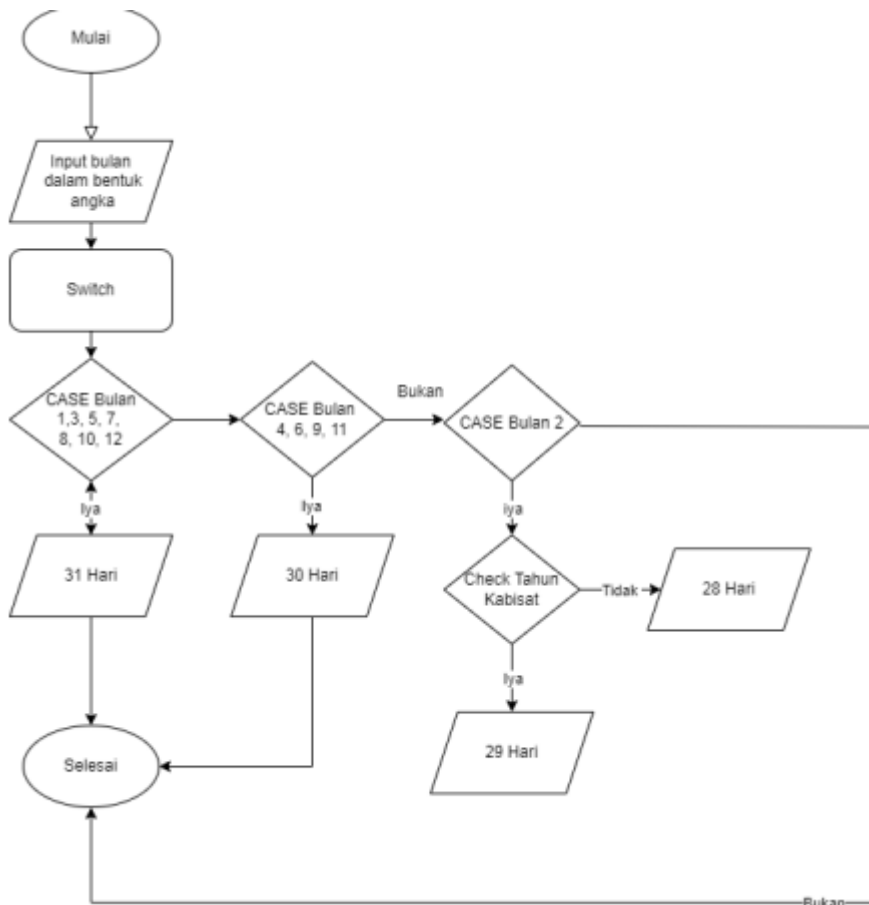 Mulai
Input bulan
dalam bentuk
angka
Switch
CASE Bulan
1,3, 5, 7,
8, 10, 12
CASE Bulan
4, 6, 9, 11
Bukan
CASE Bulan 2
Iya
Iya
iya
31 Hari
30 Hari
Check Tahun
Kabisat
Tidak
28 Hari
Iya
29 Hari
Selesai
Bukan